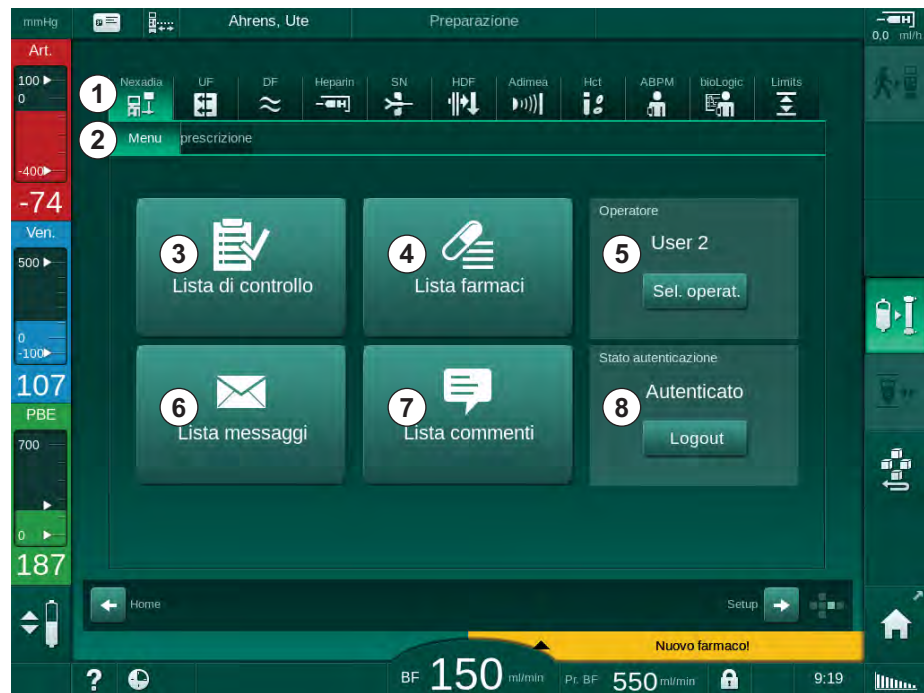 mmHg
Ahrens, Ute
Preparazione
0,0 ml/h
Art.
100
0
-400
-74
Ven.
500
0
-100
107
PBE
700
0
187
1
Nexadia
UF
DF
Heparin
SN
HDF
Adimea
Hct
ABPM
bioLogic
Limits
2
Menu
prescrizione
3
Lista di controllo
4
Lista farmaci
Operatore
5
User 2
Sel. operat.
6
Lista messaggi
7
Lista commenti
Stato autenticazione
8
Autenticato
Logout
Home
Setup
Nuovo farmaco!
?
BF 150 ml/min
Pr. BF 550 ml/min
9:19